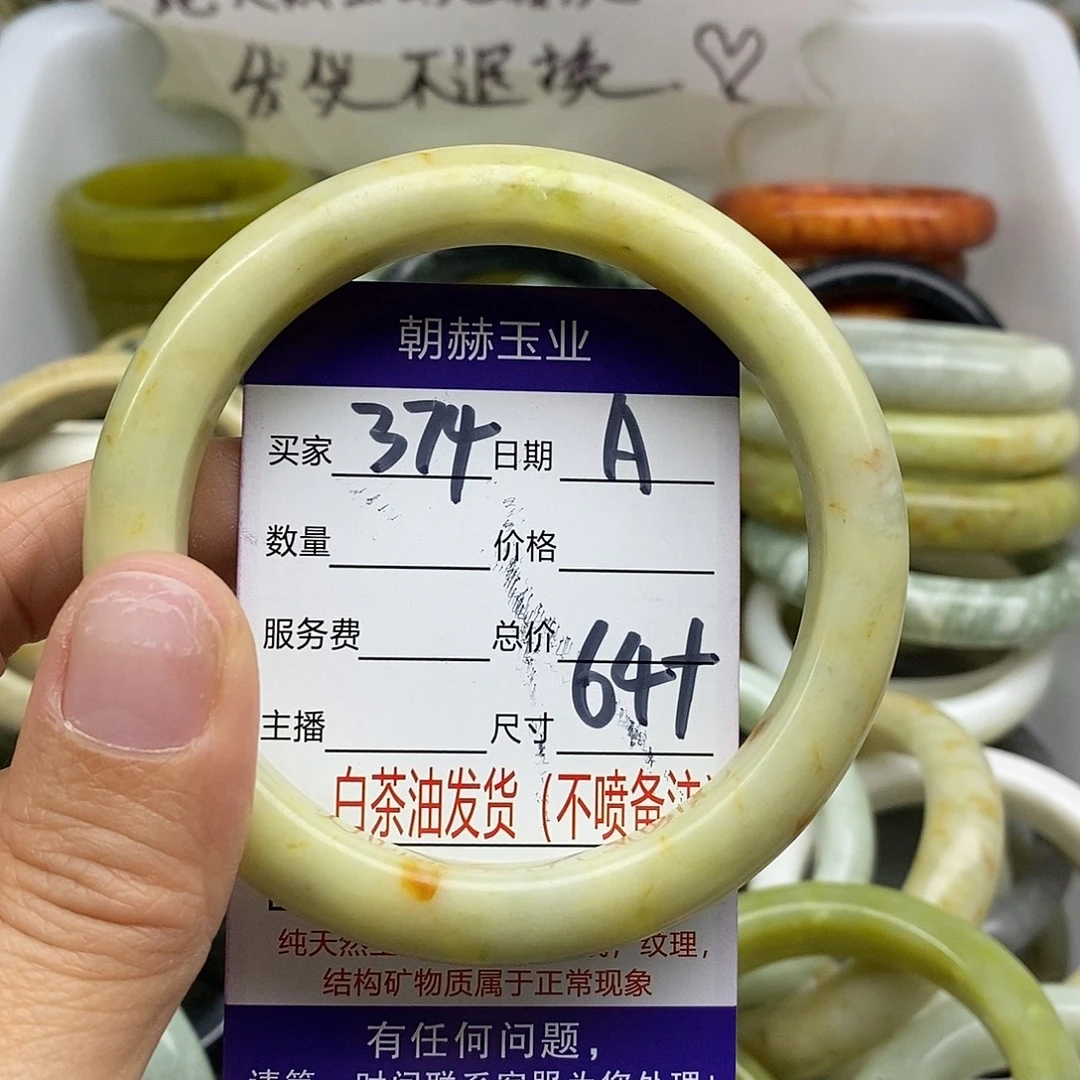 售出不退换
朝赫玉业
买家 374 日期 A
数量 价格
服务费 总价
主播 尺寸 64+
白茶油发货（不喷备注
纯天然 纹理，
结构矿物质属于正常现象
有任何问题，